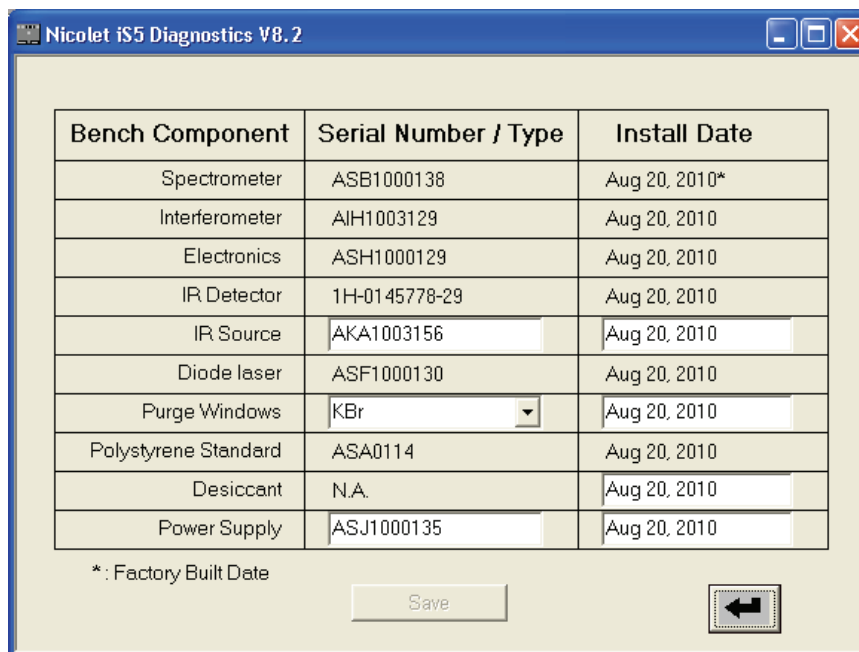 Nicolet iS5 Diagnostics V8.2
Bench Component Serial Number / Type Install Date
Spectrometer ASB1000138 Aug 20, 2010*
Interferometer AIH1003129 Aug 20, 2010
Electronics ASH1000129 Aug 20, 2010
IR Detector 1H-0145778-29 Aug 20, 2010
IR Source AKA1003156 Aug 20, 2010
Diode laser ASF1000130 Aug 20, 2010
Purge Windows KBr Aug 20, 2010
Polystyrene Standard ASA0114 Aug 20, 2010
Desiccant N.A. Aug 20, 2010
Power Supply ASJ1000135 Aug 20, 2010
*: Factory Built Date
Save